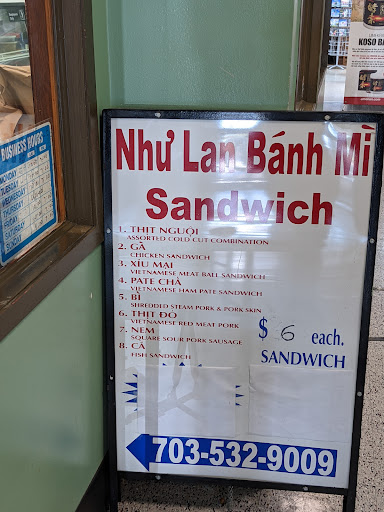 Như Lan Bánh Mì
Sandwich
1. THỊT NGUỘI
ASSORTED COLD CUT COMBINATION
2. GÀ
CHICKEN SANDWICH
3. XÍU MẠI
VIETNAMESE MEAT BALL SANDWICH
4. PATE CHẢ
VIETNAMESE HAM PATE SANDWICH
5. BÌ
SHREDDED STEAM PORK & PORK SKIN
6. THỊT ĐỎ
VIETNAMESE RED MEAT PORK
7. NEM
SQUARE SOUR PORK SAUSAGE
8. CÁ
FISH SANDWICH
$ 6 each.
SANDWICH
703-532-9009
BUSINESS HOURS
MONDAY
TUESDAY
THURSDAY
FRIDAY
SUNDAY
KOSO BA